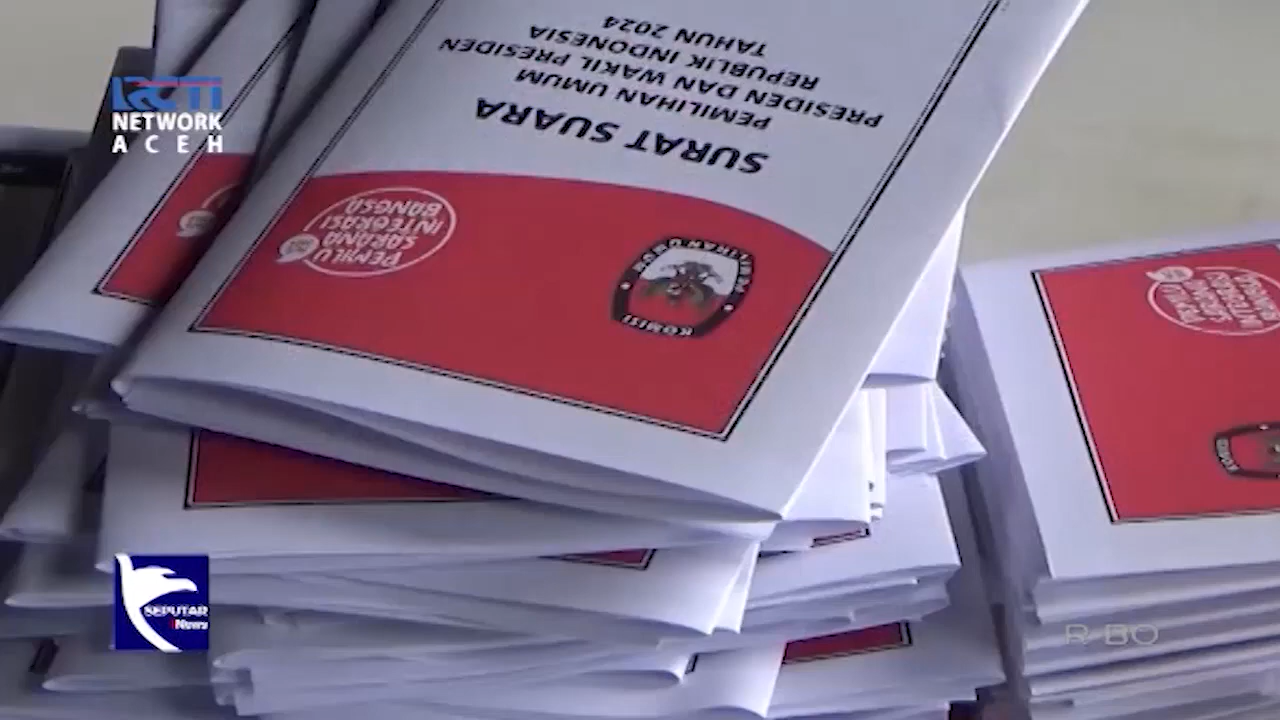 RCTI
NETWORK
ACEH
SURAT SUARA
PEMILIHAN UMUM
PRESIDEN DAN WAKIL PRESIDEN
REPUBLIK INDONESIA
TAHUN 2024
PEMILU
SARANA
INTEGRASI
BANGSA
KOMISI
SEPUTAR
iNews